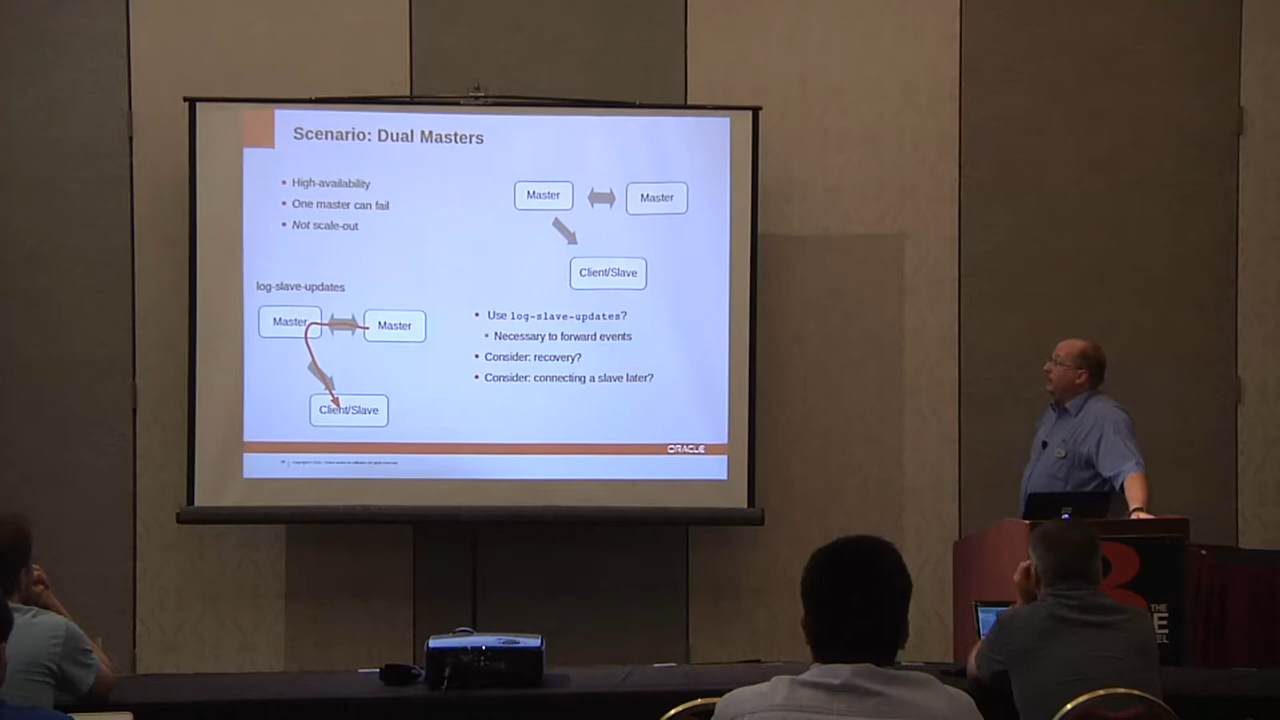 Scenario: Dual Masters
High-availability
One master can fail
Not scale-out
Master
Master
Client/Slave
log-slave-updates
Master
Master
Client/Slave
Use log-slave-updates?
Necessary to forward events
Consider: recovery?
Consider: connecting a slave later?
ORACLE
THE